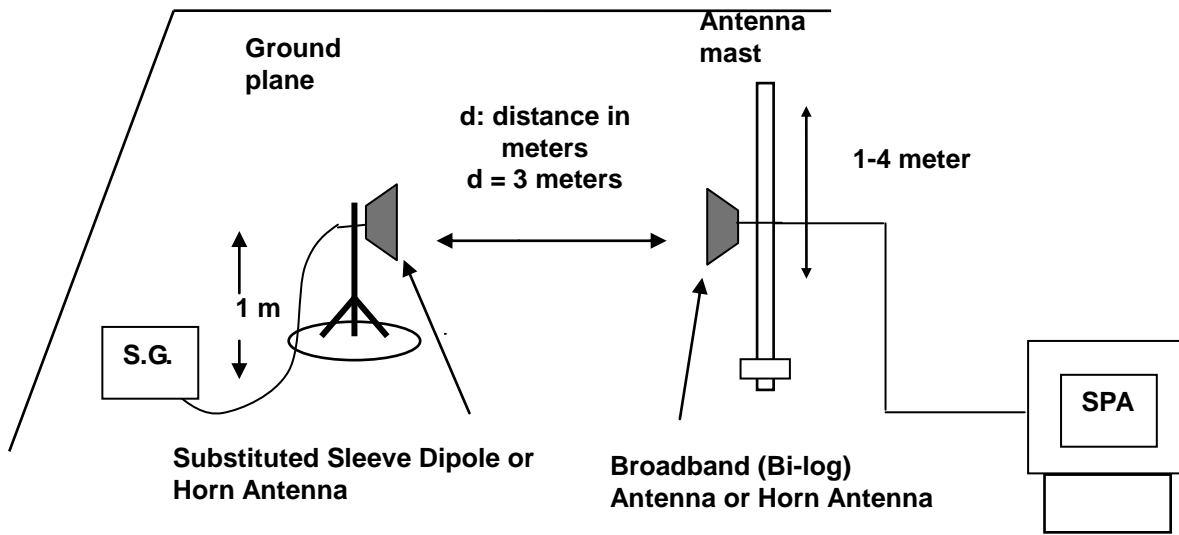 Ground
plane
Antenna
mast
d: distance in
meters
d = 3 meters
1-4 meter
1 m
S.G.
SPA
Substituted Sleeve Dipole or
Horn Antenna
Broadband (Bi-log)
Antenna or Horn Antenna